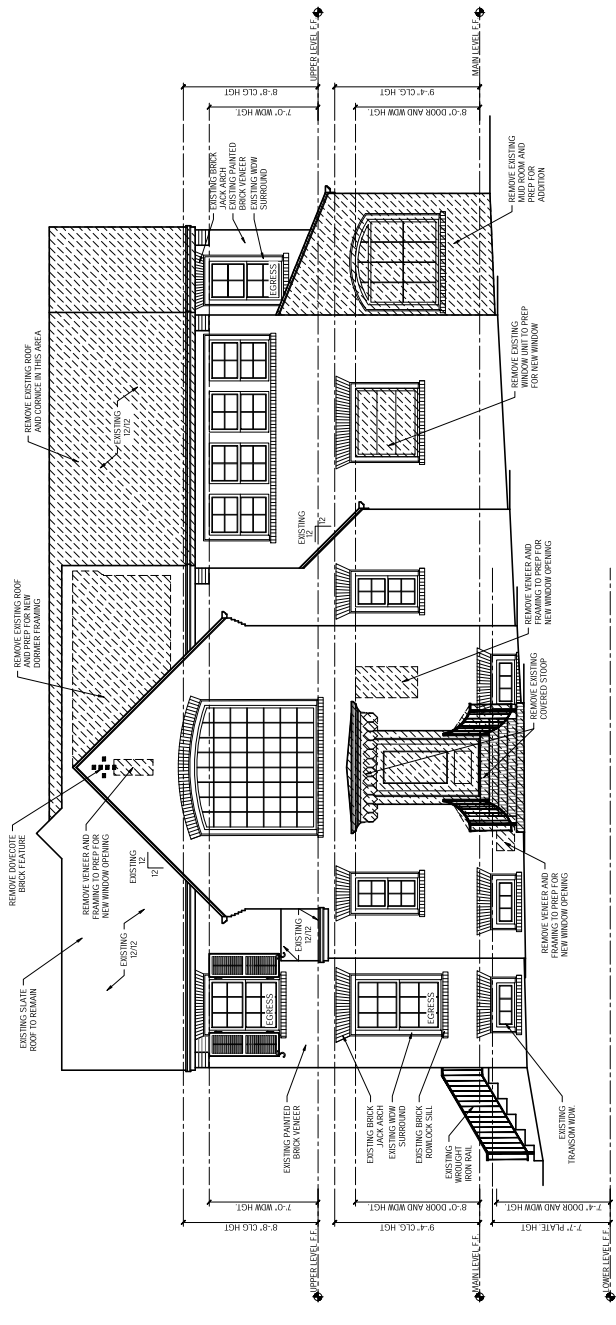 EXISTING SLATE
ROOF TO REMAIN
REMOVE DOVECOTE
BRICK FEATURE
REMOVE EXISTING ROOF
AND PREP FOR NEW
DORMER FRAMING
REMOVE EXISTING ROOF
AND CORNICE IN THIS AREA
EXISTING
12/12
REMOVE VENEER AND
FRAMING TO PREP FOR
NEW WINDOW OPENING
EXISTING
12
12
EXISTING
12/12
8'-8" CLG HGT
7'-0" WDW HGT.
UPPER LEVEL F.F.
EGRESS
EXISTING
12/12
EXISTING PAINTED
BRICK VENEER
EXISTING
12
12
EGRESS
EXISTING BRICK
JACK ARCH
EXISTING PAINTED
BRICK VENEER
EXISTING WDW
SURROUND
8'-8" CLG HGT
7'-0" WDW HGT.
UPPER LEVEL F.F.
9'-4" CLG. HGT
8'-0" DOOR AND WDW HGT.
MAIN LEVEL F.F.
EXISTING BRICK
JACK ARCH
EXISTING WDW
SURROUND
EXISTING BRICK
ROWLOCK SILL
EGRESS
EXISTING
WROUGHT
IRON RAIL
9'-4" CLG. HGT
8'-0" DOOR AND WDW HGT.
MAIN LEVEL F.F.
7'-7" PLATE. HGT
7'-4" DOOR AND WDW HGT.
LOWER LEVEL F.F.
EXISTING
TRANSOM WDW.
REMOVE VENEER AND
FRAMING TO PREP FOR
NEW WINDOW OPENING
REMOVE EXISTING
COVERED STOOP
REMOVE VENEER AND
FRAMING TO PREP FOR
NEW WINDOW OPENING
REMOVE EXISTING
WINDOW UNIT TO PREP
FOR NEW WINDOW
REMOVE EXISTING
MUD ROOM AND
PREP FOR
ADDITION